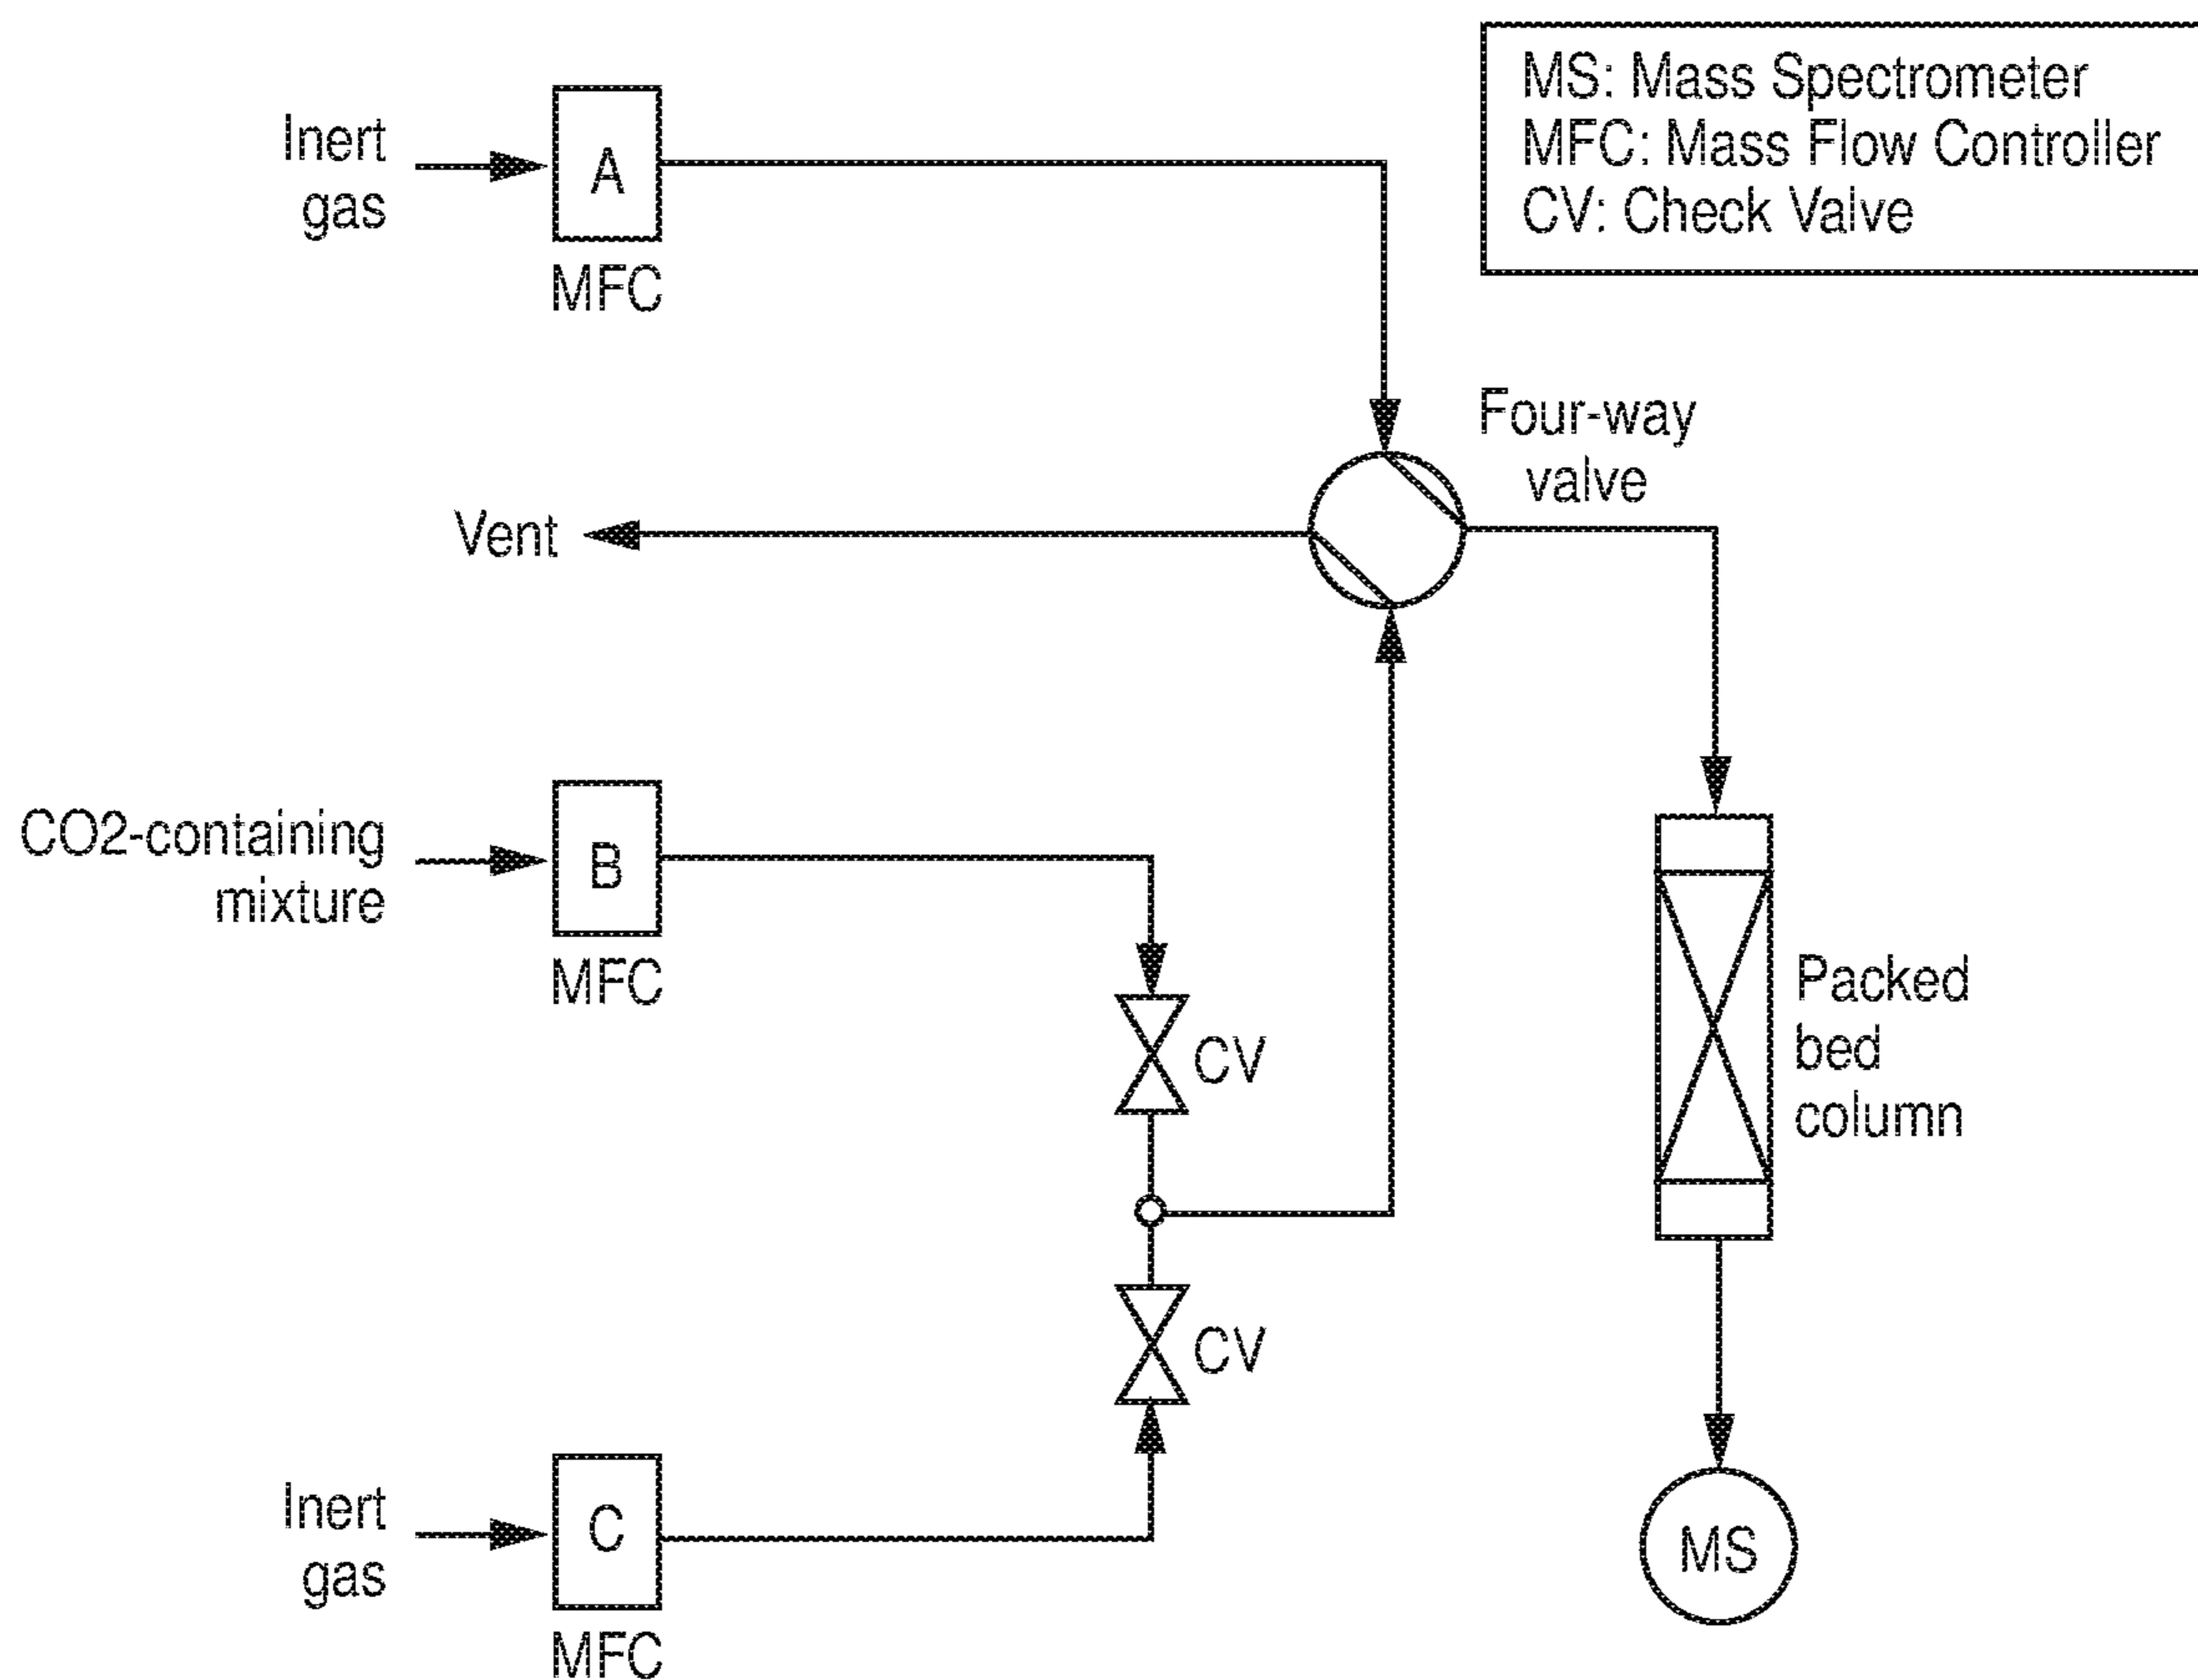 MS: Mass Spectrometer
MFC: Mass Flow Controller
CV: Check Valve
Inert
gas
A
MFC
Four-way
valve
Vent
CO2-containing
mixture
B
MFC
CV
Packed
bed
column
CV
Inert
gas
C
MFC
MS